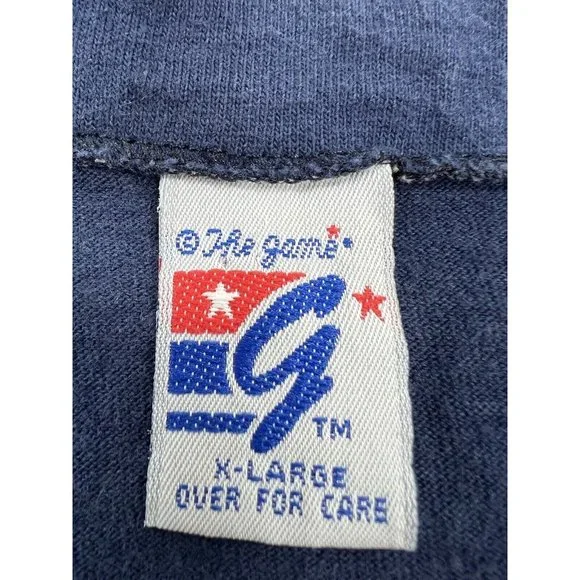 © The game
G TM
X-LARGE
OVER FOR CARE